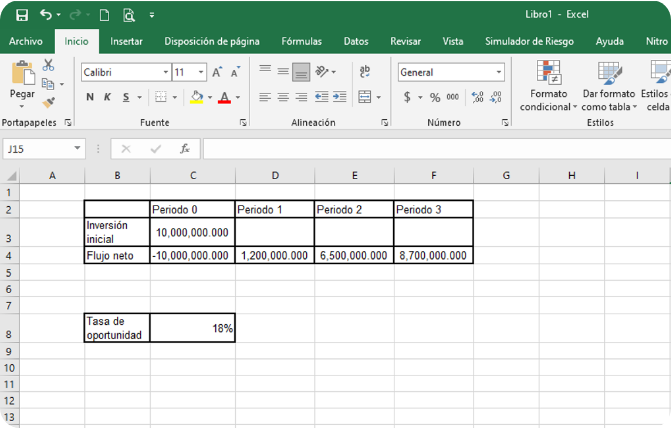 Libro1 - Excel
Archivo Inicio Insertar Disposición de página Fórmulas Datos Revisar Vista Simulador de Riesgo Ayuda Nitro
Pegar
Calibri 11 A A
N K S A
ab
General
$ % 000
Formato condicional
Dar formato como tabla
Estilos celda
Portapapeles Fuente Alineación Número Estilos
J15 fx
A B C D E F G H I
1
2 Periodo 0 Periodo 1 Periodo 2 Periodo 3
3 Inversión inicial 10,000,000.000
4 Flujo neto -10,000,000.000 1,200,000.000 6,500,000.000 8,700,000.000
5
6
7
8 Tasa de oportunidad 18%
9
10
11
12
13